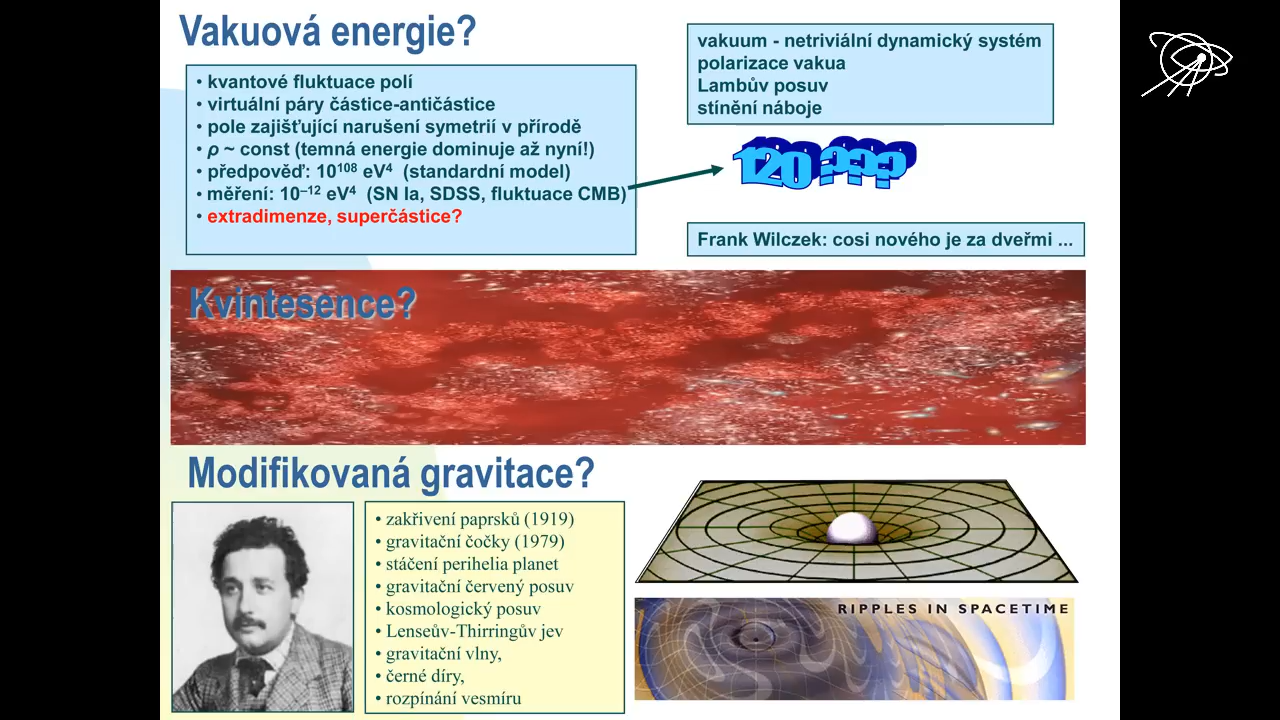 Vakuová energie?
• kvantové fluktuace polí
• virtuální páry částice-antičástice
• pole zajišťující narušení symetrií v přírodě
• ρ ~ const (temná energie dominuje až nyní!)
• předpověď: 10¹⁰⁸ eV⁴ (standardní model)
• měření: 10⁻¹² eV⁴ (SN Ia, SDSS, fluktuace CMB)
• extradimenze, superčástice?
vakuum - netriviální dynamický systém
polarizace vakua
Lambův posuv
stínění náboje
120 ???
Frank Wilczek: cosi nového je za dveřmi ...
Kvintesence?
Modifikovaná gravitace?
• zakřivení paprsků (1919)
• gravitační čočky (1979)
• stáčení perihelia planet
• gravitační červený posuv
• kosmologický posuv
• Lenseův-Thirringův jev
• gravitační vlny,
• černé díry,
• rozpínání vesmíru
RIPPLES IN SPACETIME